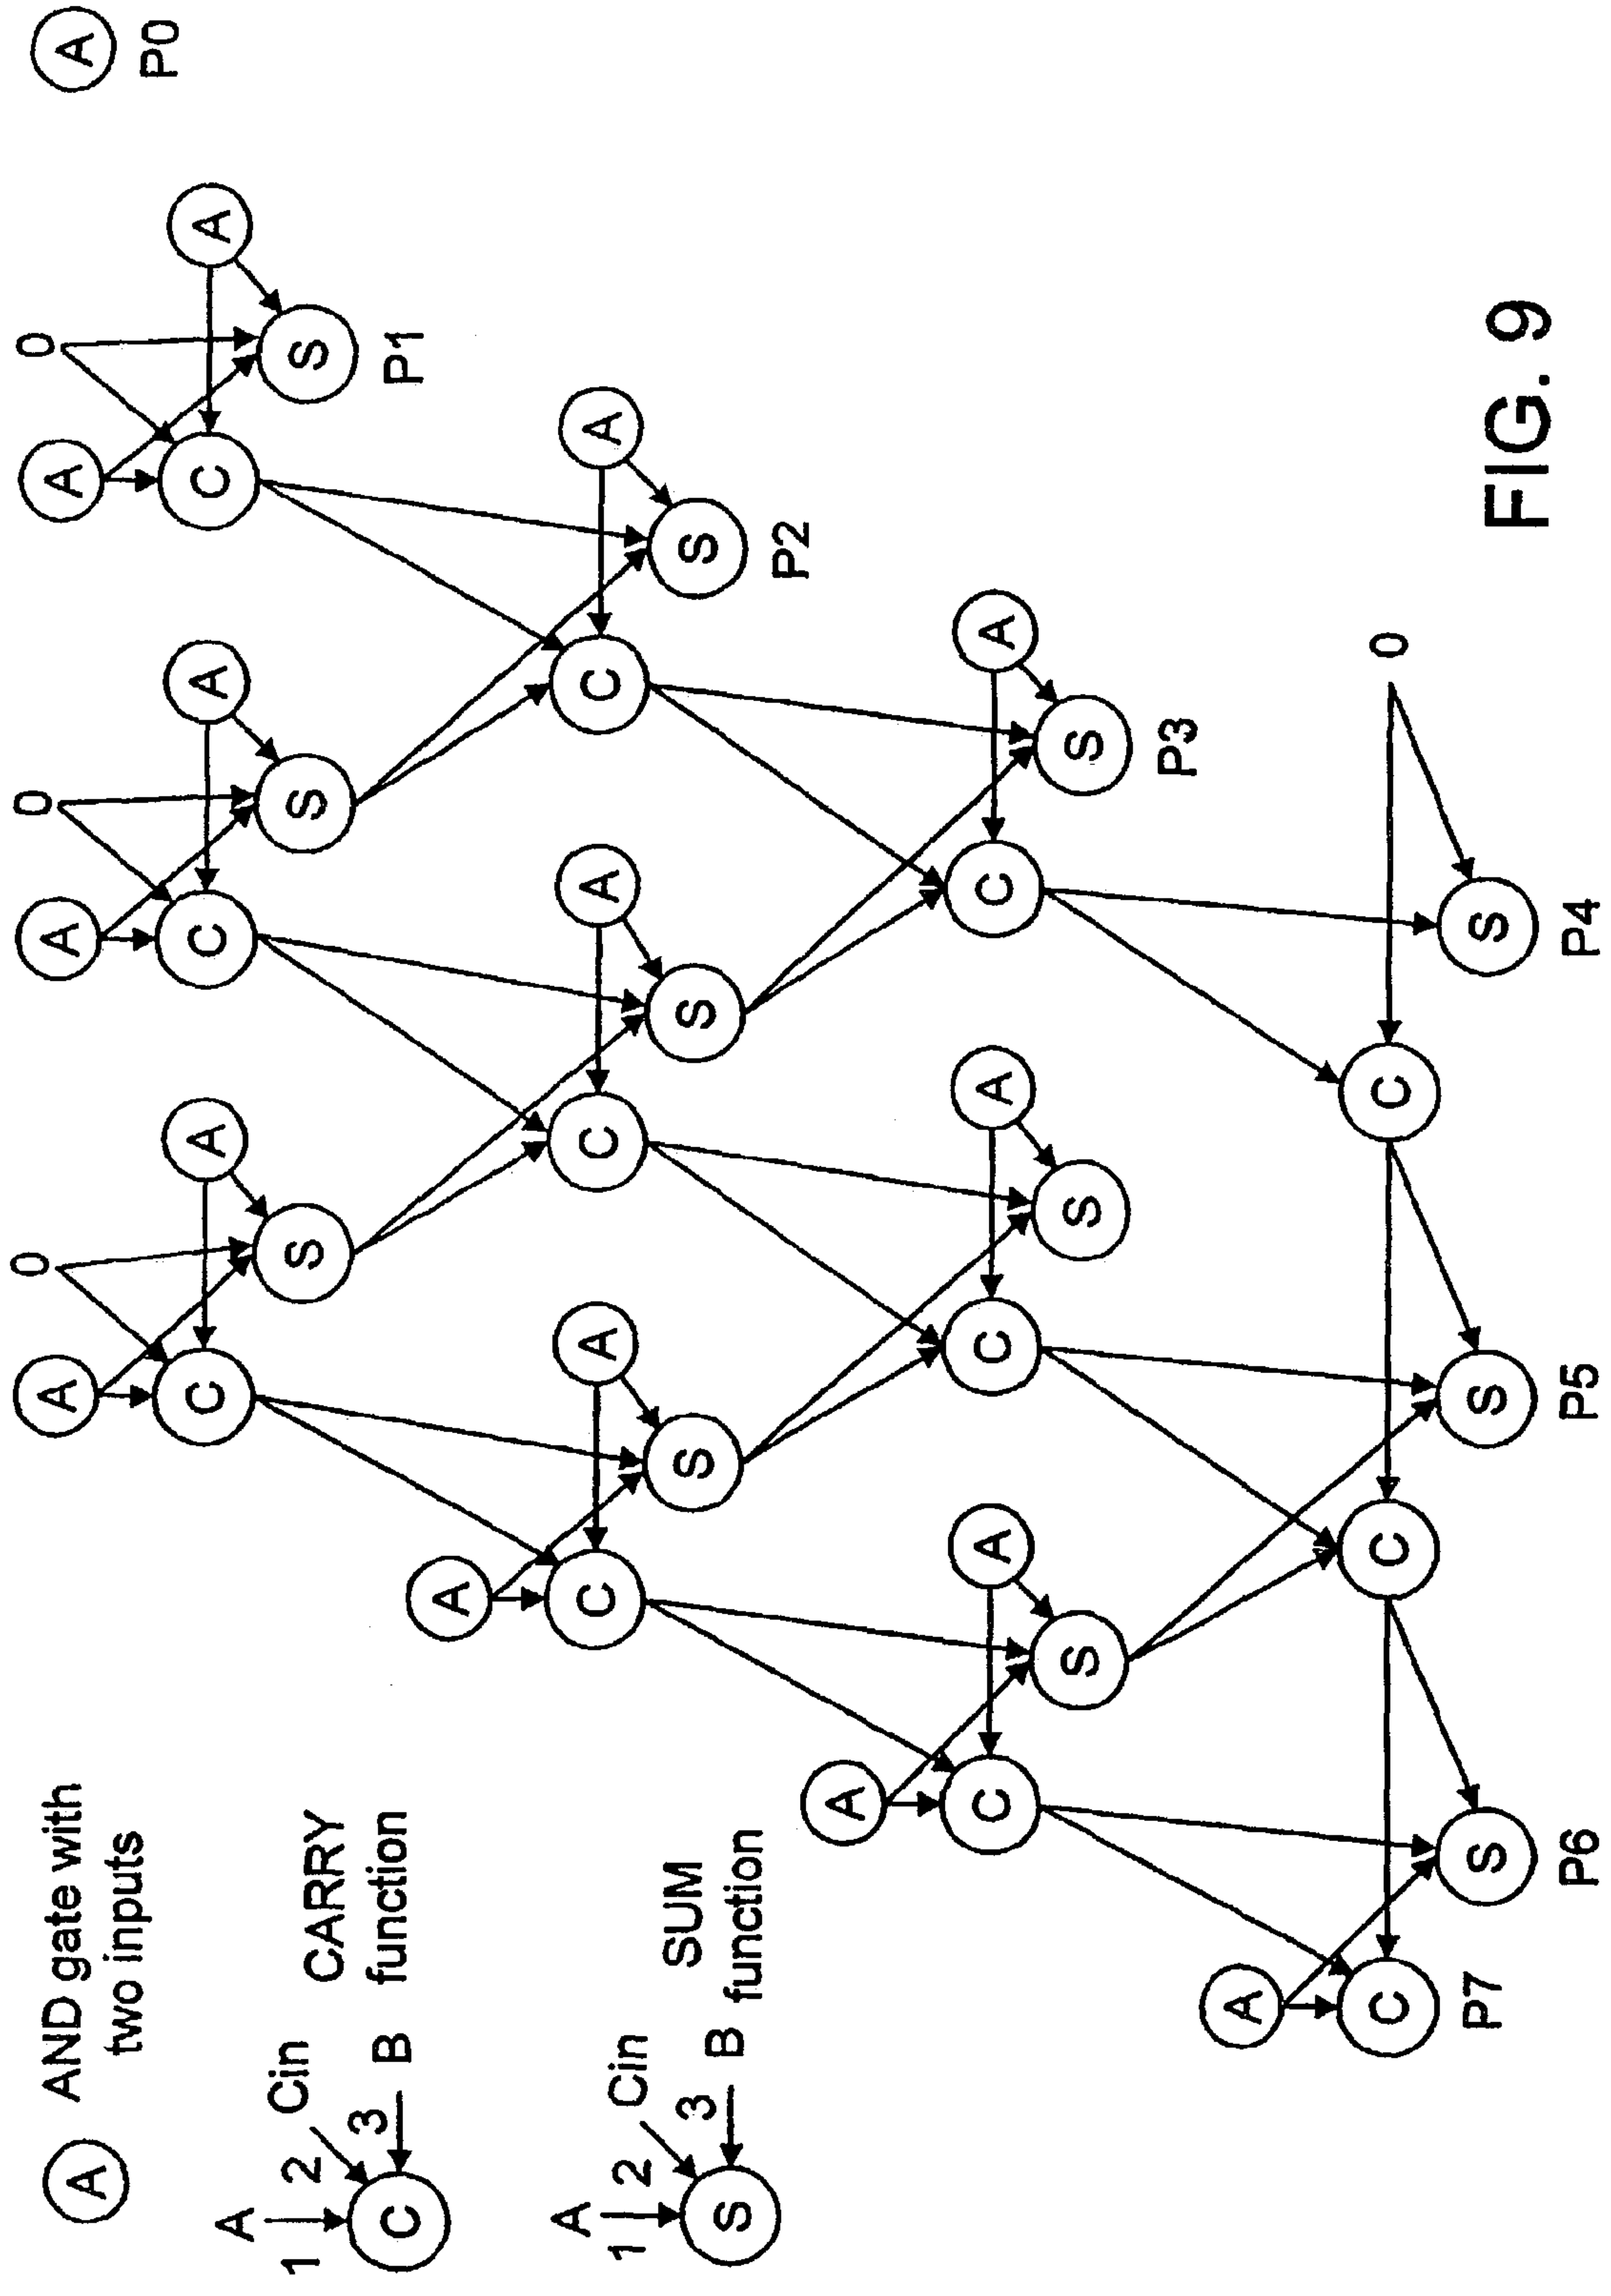 0 0 0
A AND gate with
two inputs
A A A A
P0
C A C A C A
S S S
P1
A
1 2 Cin
3 B
C
CARRY
function
A
C A C A C A
S S S
P2
A
1 2 Cin
3 B
S
SUM
function
A
C A C A C A
S S S
P3
A
C C C 0
P7
S S S
P6 P5 P4
FIG. 9